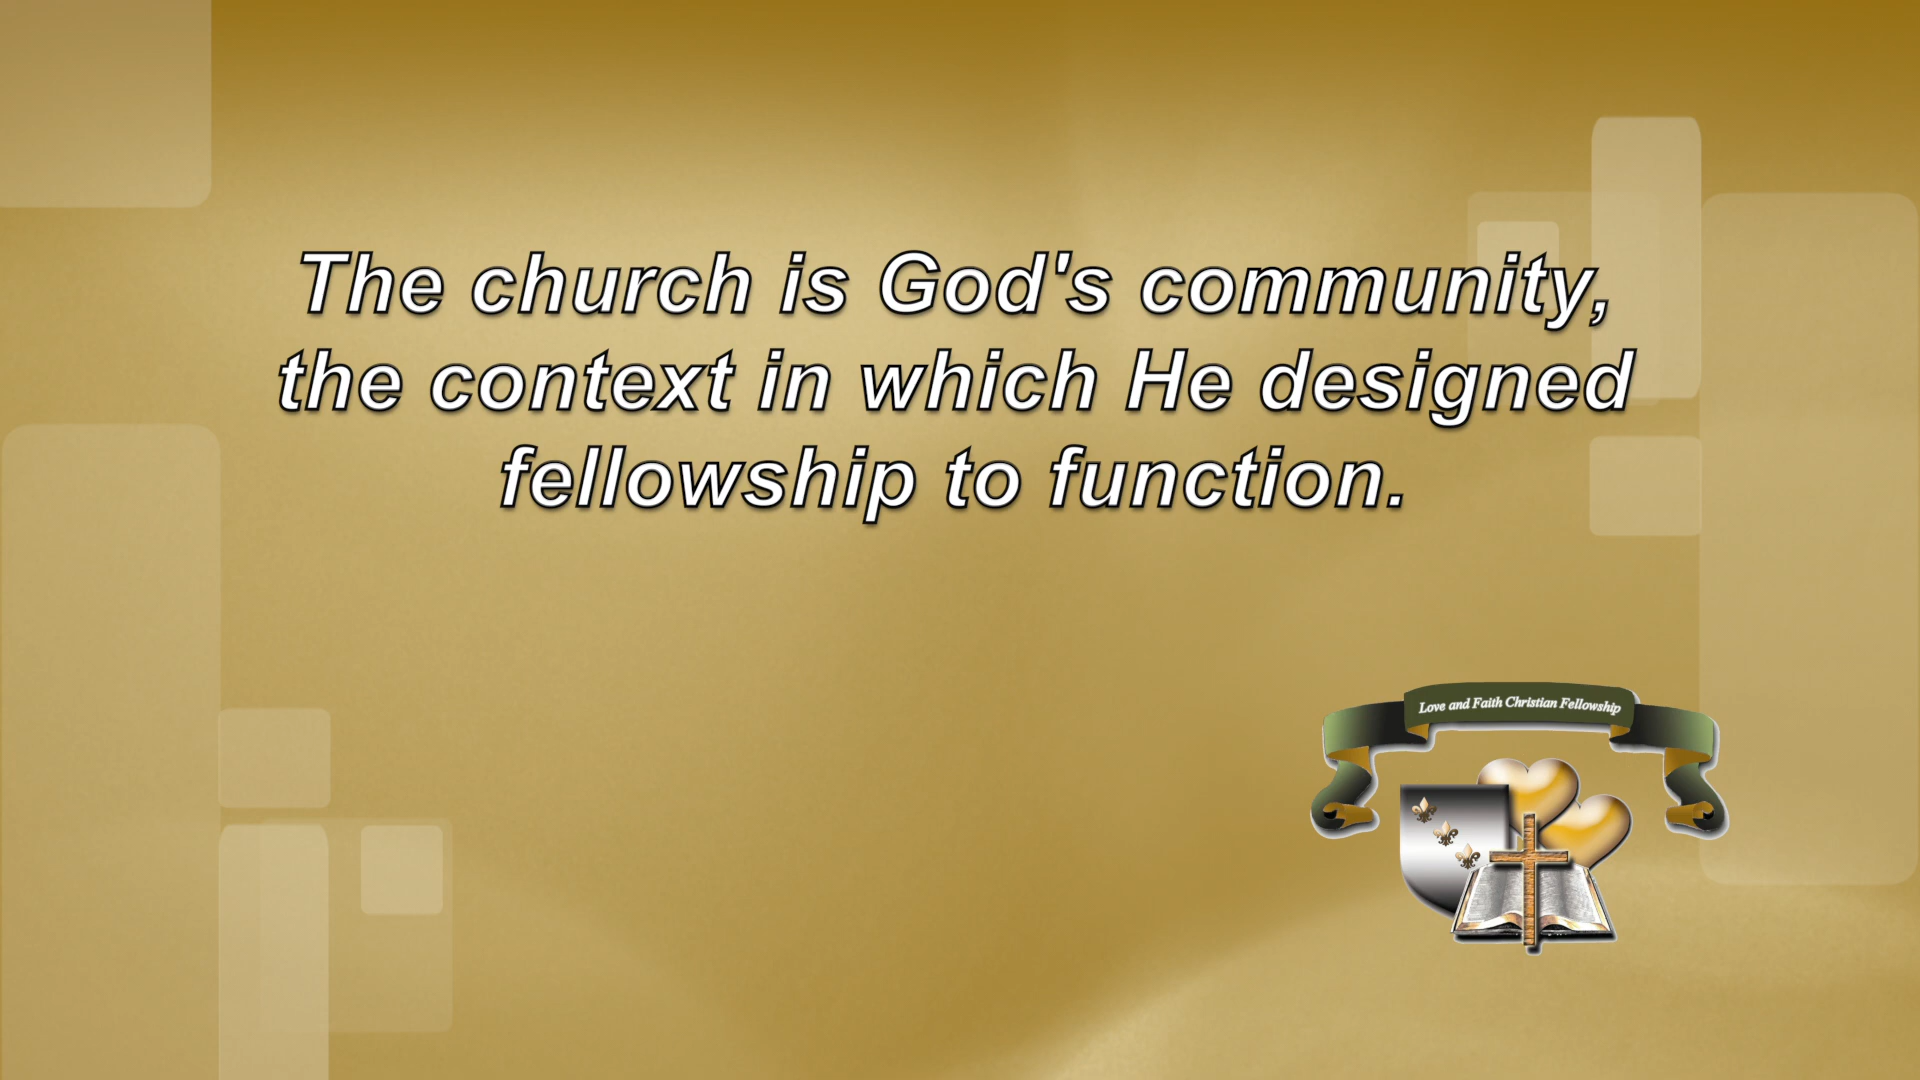 The church is God's community,
the context in which He designed
fellowship to function.
Love and Faith Christian Fellowship